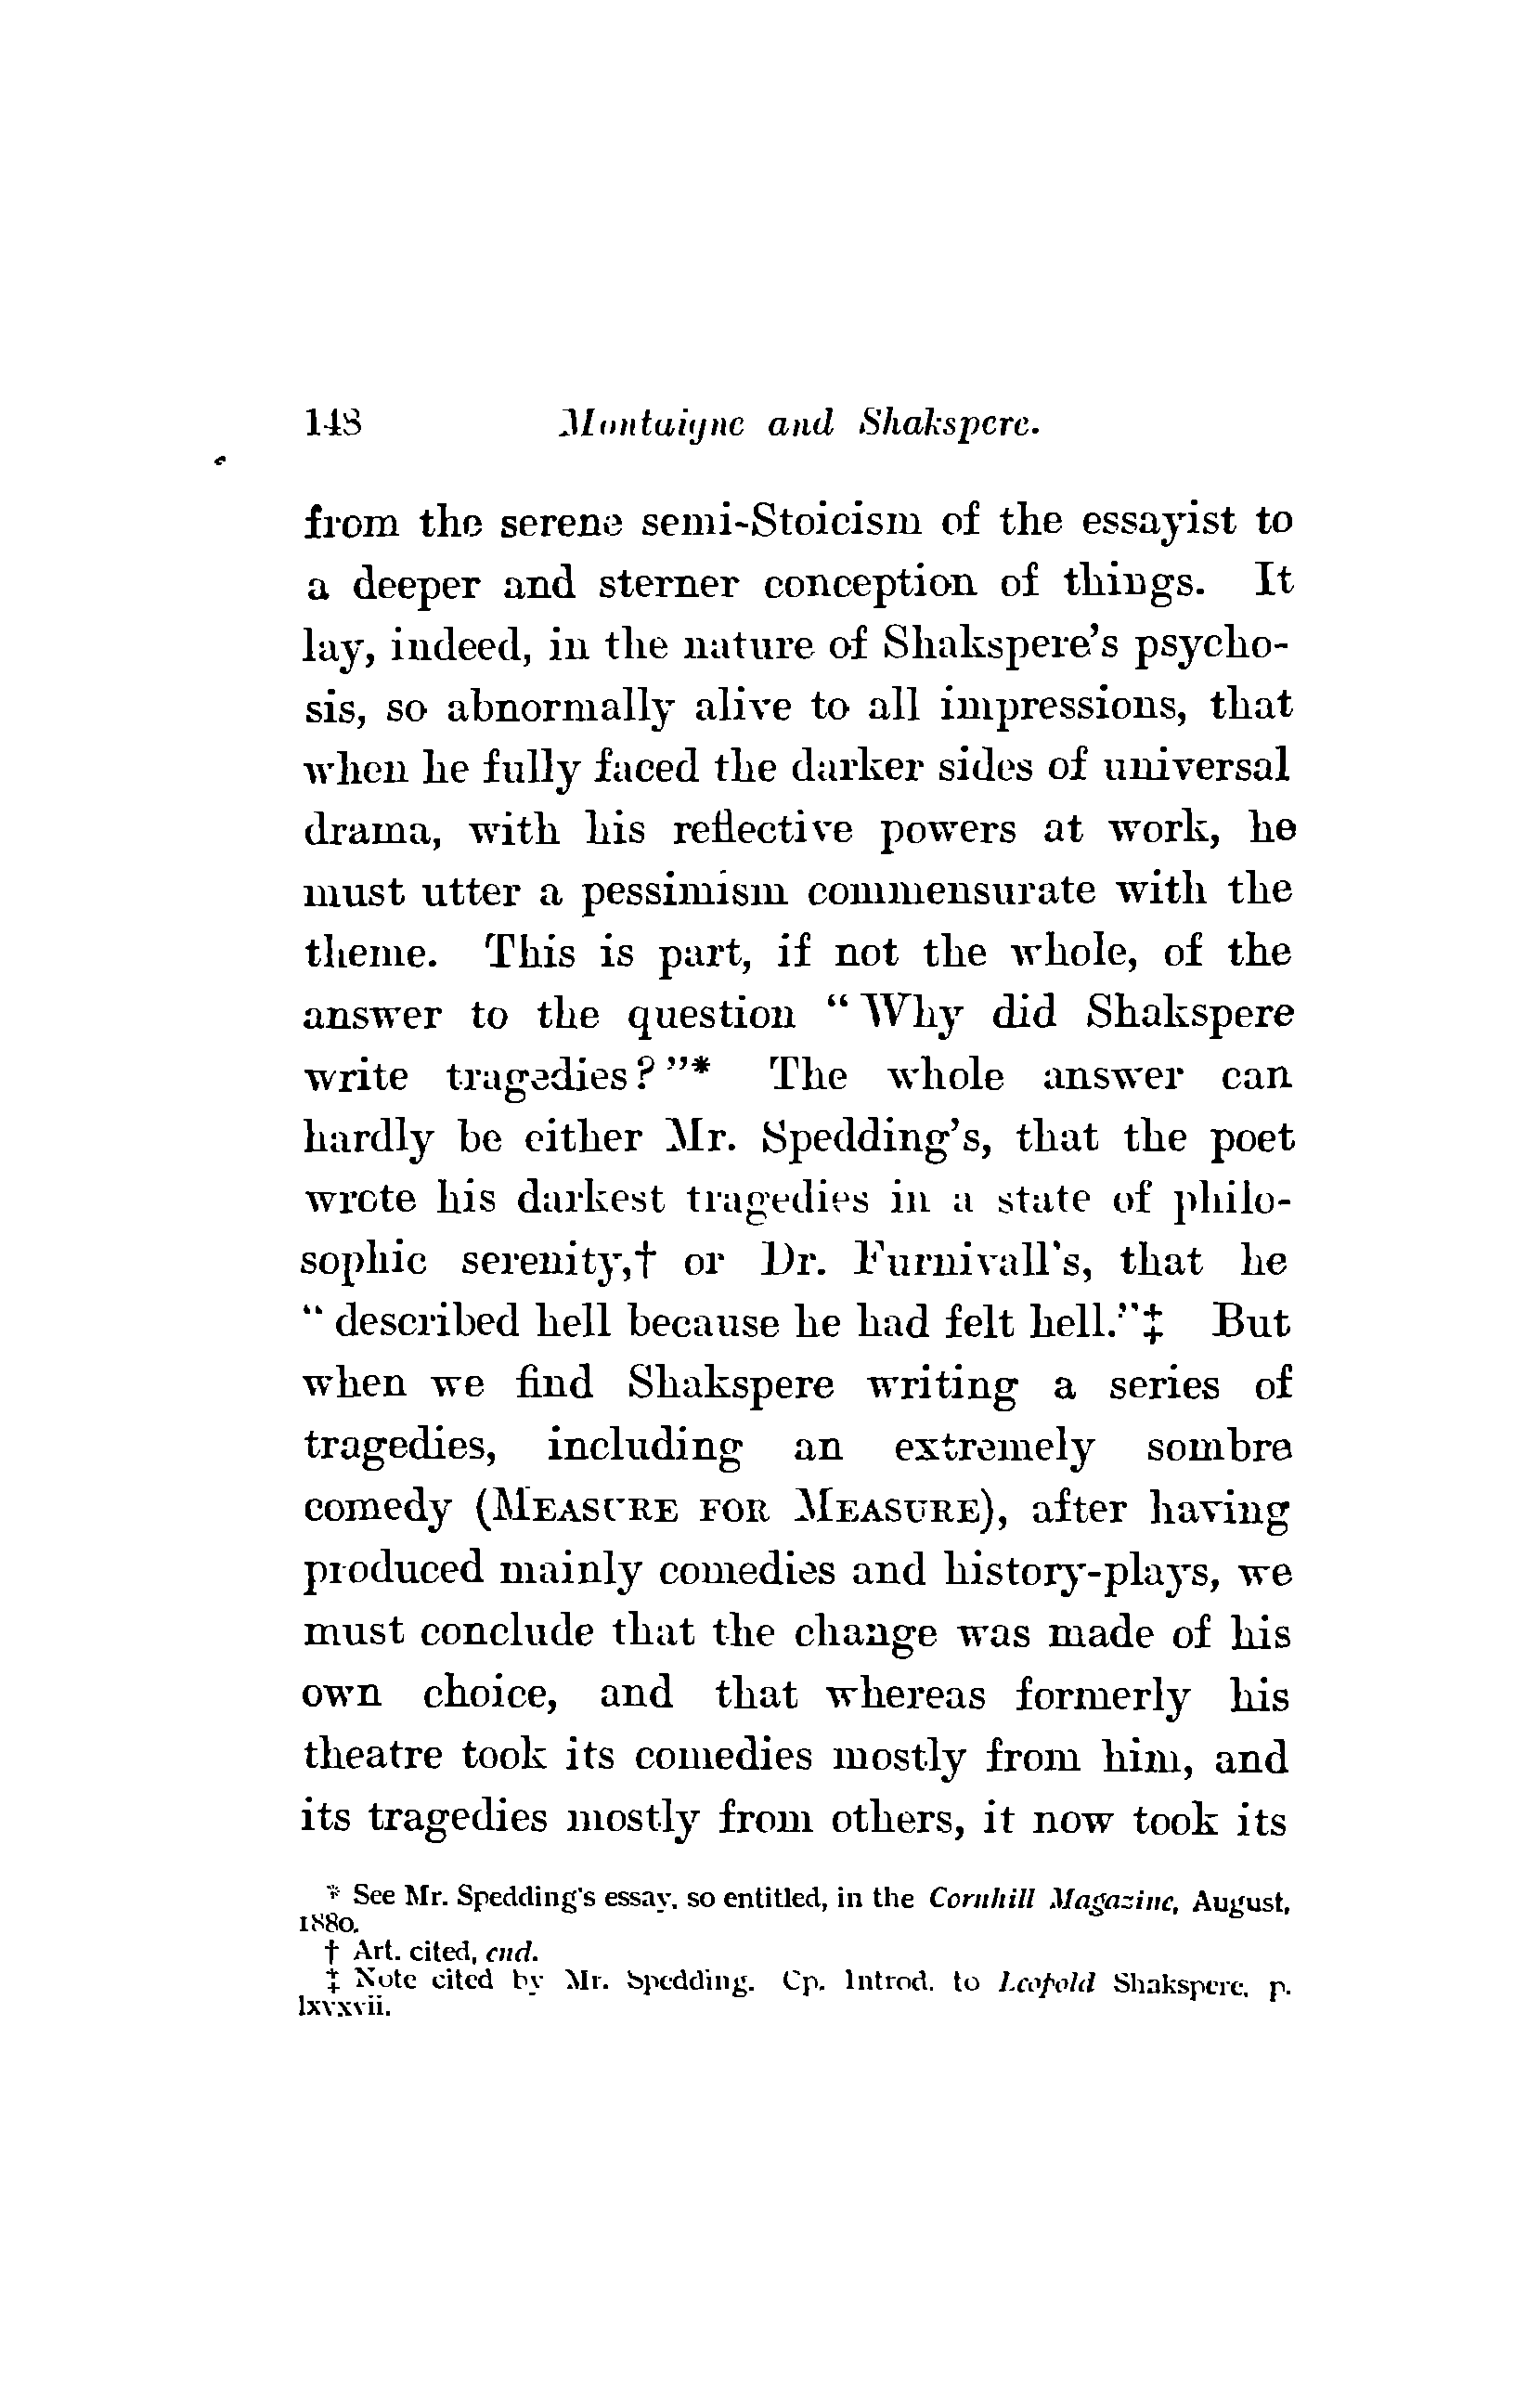 148 Montaigne and Shakspere.
from the serene semi-Stoicism of the essayist to
a deeper and sterner conception of things. It
lay, indeed, in the nature of Shakspere's psycho-
sis, so abnormally alive to all impressions, that
when he fully faced the darker sides of universal
drama, with his reflective powers at work, he
must utter a pessimism commensurate with the
theme. This is part, if not the whole, of the
answer to the question "Why did Shakspere
write tragedies?"* The whole answer can
hardly be either Mr. Spedding's, that the poet
wrote his darkest tragedies in a state of philo-
sophic serenity,† or Dr. Furnivall's, that he
"described hell because he had felt hell."‡ But
when we find Shakspere writing a series of
tragedies, including an extremely sombre
comedy (MEASURE FOR MEASURE), after having
produced mainly comedies and history-plays, we
must conclude that the change was made of his
own choice, and that whereas formerly his
theatre took its comedies mostly from him, and
its tragedies mostly from others, it now took its
* See Mr. Spedding's essay, so entitled, in the Cornhill Magazine, August,
1880.
† Art. cited, end.
‡ Note cited by Mr. Spedding. Cp. Introd. to Leopold Shakspere, p.
lxxxvii.